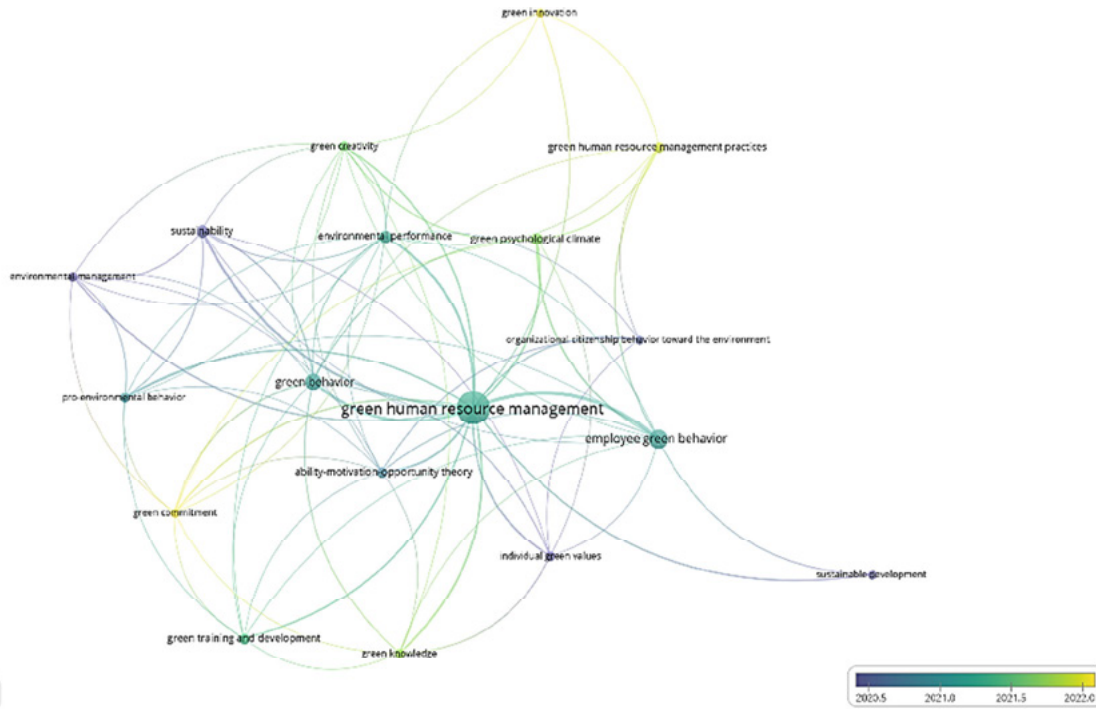 green innovation
green creativity
green human resource management practices
sustainability
environmental performance
green psychological climate
environmental management
organizational citizenship behavior toward the environment
green behavior
pro-environmental behavior
green human resource management
employee green behavior
ability-motivation-opportunity theory
green commitment
individual green values
sustainable development
green training and development
green knowledge
2020.5 2021.0 2021.5 2022.0